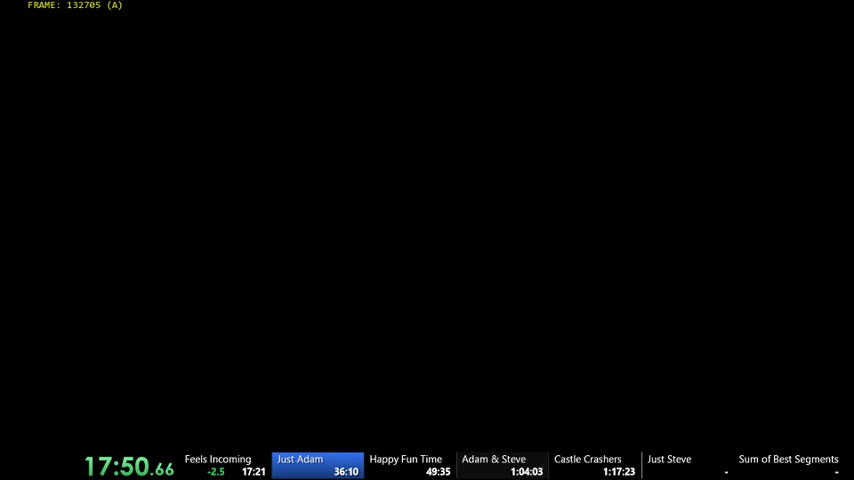 FRAME: 132705 (A)
17:50.66
Feels Incoming
-2.5 17:21
Just Adam
36:10
Happy Fun Time
49:35
Adam & Steve
1:04:03
Castle Crashers
1:17:23
Just Steve
-
Sum of Best Segments
-